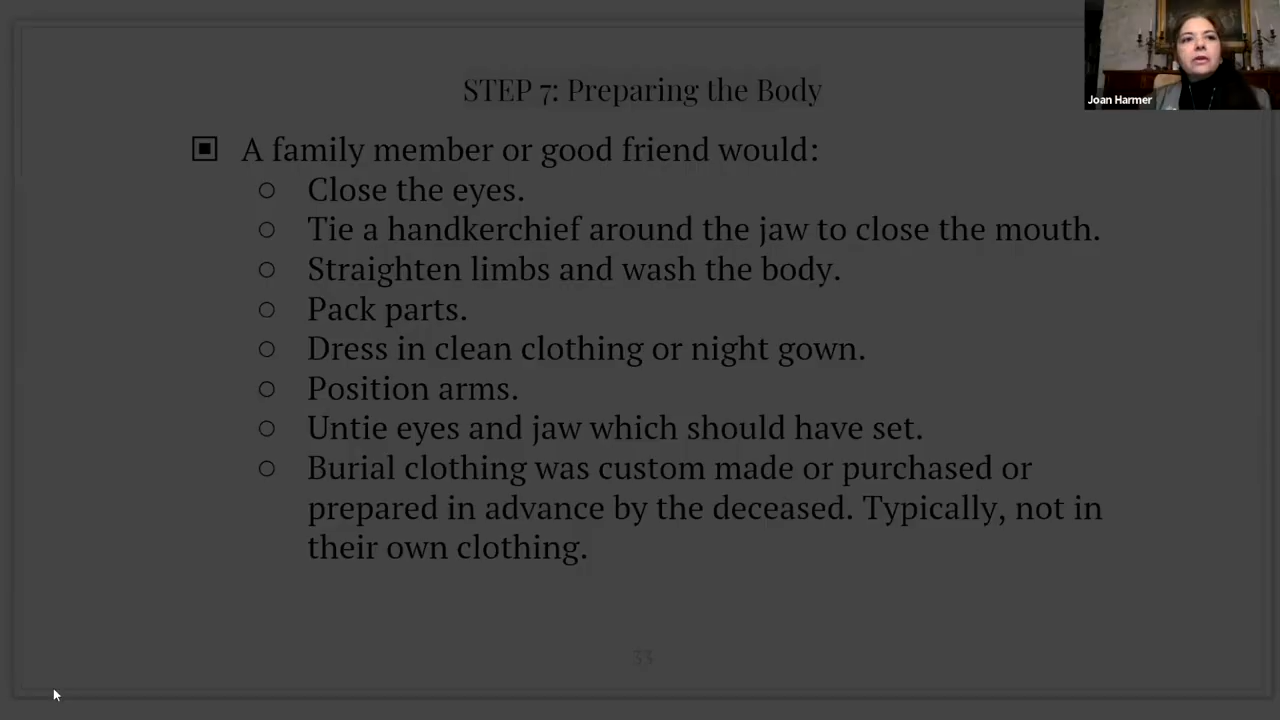 STEP 7: Preparing the Body
Joan Harmer
A family member or good friend would:
Close the eyes.
Tie a handkerchief around the jaw to close the mouth.
Straighten limbs and wash the body.
Pack parts.
Dress in clean clothing or night gown.
Position arms.
Untie eyes and jaw which should have set.
Burial clothing was custom made or purchased or
prepared in advance by the deceased. Typically, not in
their own clothing.
33